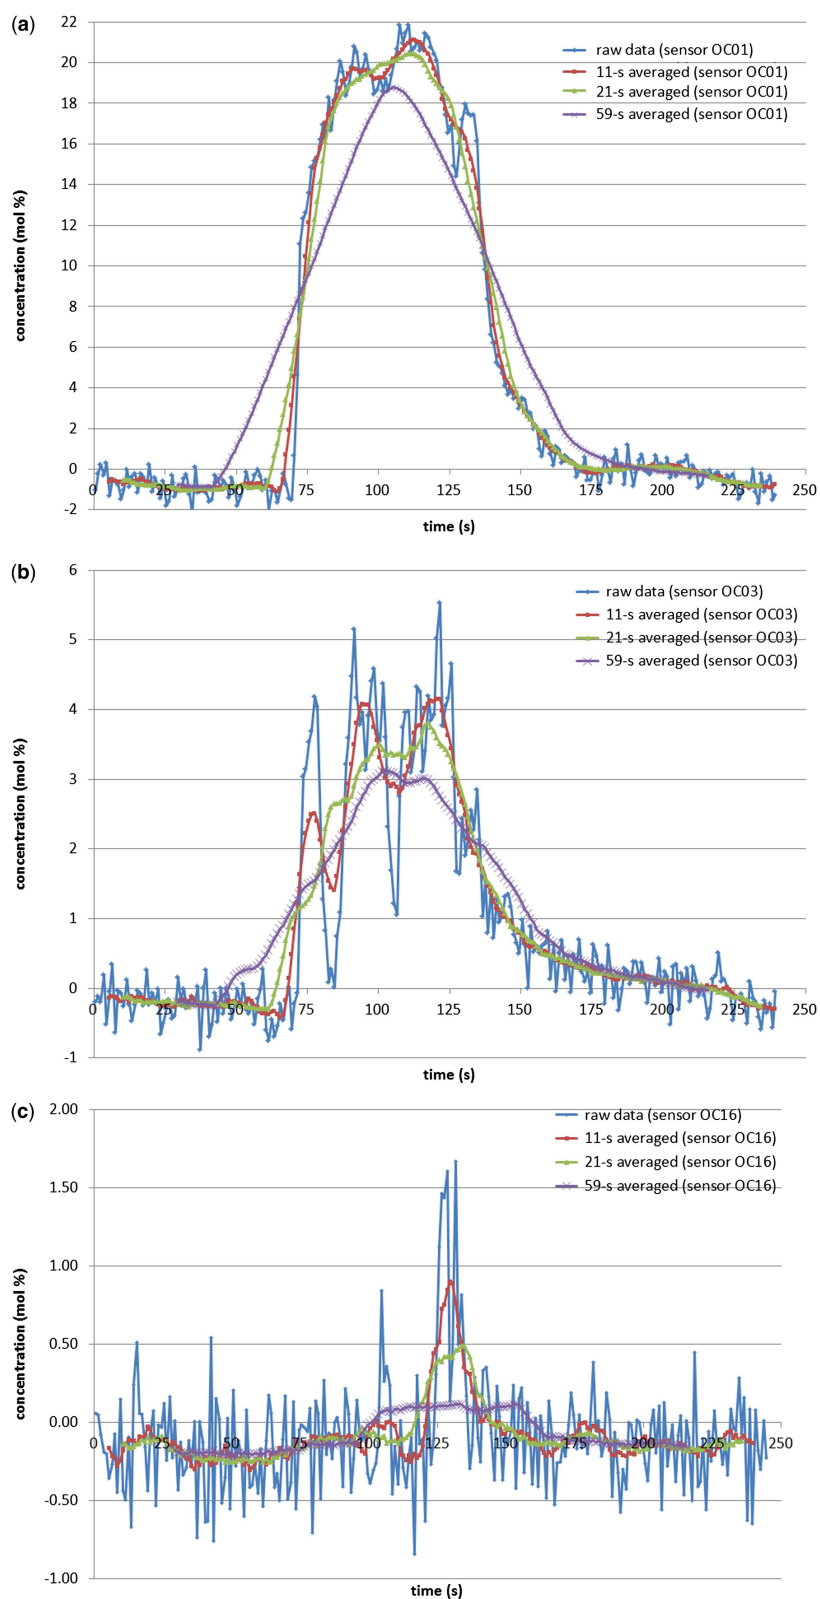 (a)
22
20
18
16
14
12
10
8
6
4
2
0
-2
concentration (mol %)
raw data (sensor OC01)
11-s averaged (sensor OC01)
21-s averaged (sensor OC01)
59-s averaged (sensor OC01)
0 25 50 75 100 125 150 175 200 225 250
time (s)
(b)
6
5
4
3
2
1
0
-1
concentration (mol %)
raw data (sensor OC03)
11-s averaged (sensor OC03)
21-s averaged (sensor OC03)
59-s averaged (sensor OC03)
0 25 50 75 100 125 150 175 200 225 250
time (s)
(c)
2.00
1.50
1.00
0.50
0.00
-0.50
-1.00
concentration (mol %)
raw data (sensor OC16)
11-s averaged (sensor OC16)
21-s averaged (sensor OC16)
59-s averaged (sensor OC16)
0 25 50 75 100 125 150 175 200 225 250
time (s)